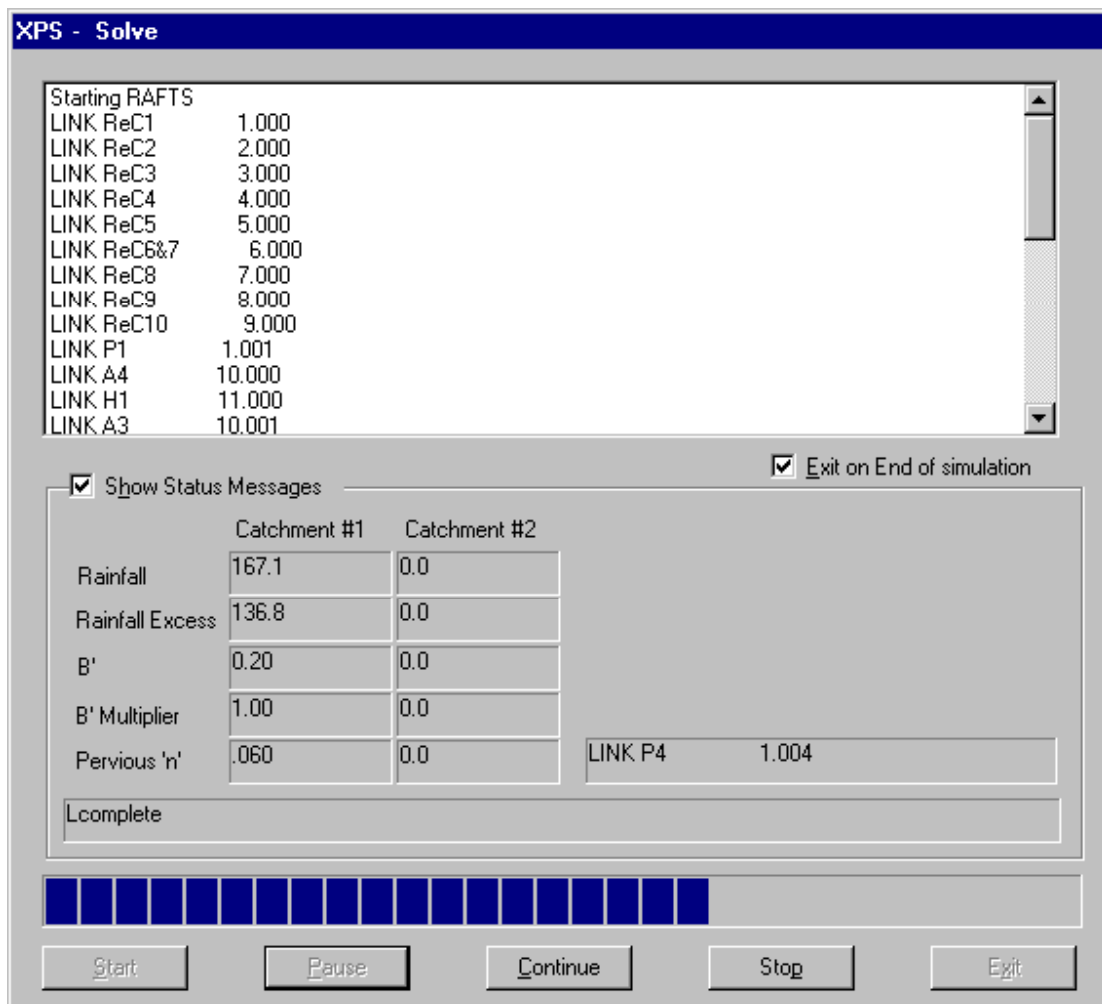 XPS - Solve
Starting RAFTS
LINK ReC1 1.000
LINK ReC2 2.000
LINK ReC3 3.000
LINK ReC4 4.000
LINK ReC5 5.000
LINK ReC6&7 6.000
LINK ReC8 7.000
LINK ReC9 8.000
LINK ReC10 9.000
LINK P1 1.001
LINK A4 10.000
LINK H1 11.000
LINK A3 10.001
Exit on End of simulation
Show Status Messages
Catchment #1 Catchment #2
Rainfall 167.1 0.0
Rainfall Excess 136.8 0.0
B' 0.20 0.0
B' Multiplier 1.00 0.0
Pervious 'n' .060 0.0 LINK P4 1.004
Lcomplete
Start Pause Continue Stop Exit